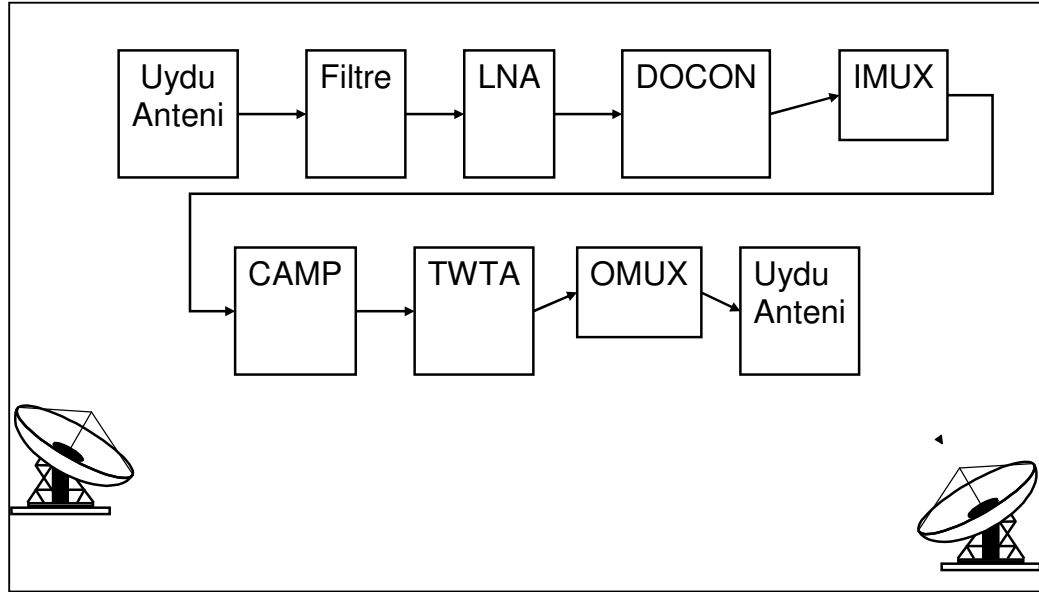 Uydu
Anteni
Filtre
LNA
DOCON
IMUX
CAMP
TWTA
OMUX
Uydu
Anteni